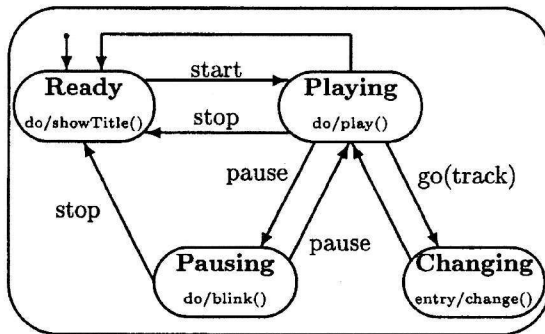 Ready
do/showTitle()
start
stop
Playing
do/play()
pause
go(track)
stop
pause
Pausing
do/blink()
Changing
entry/change()